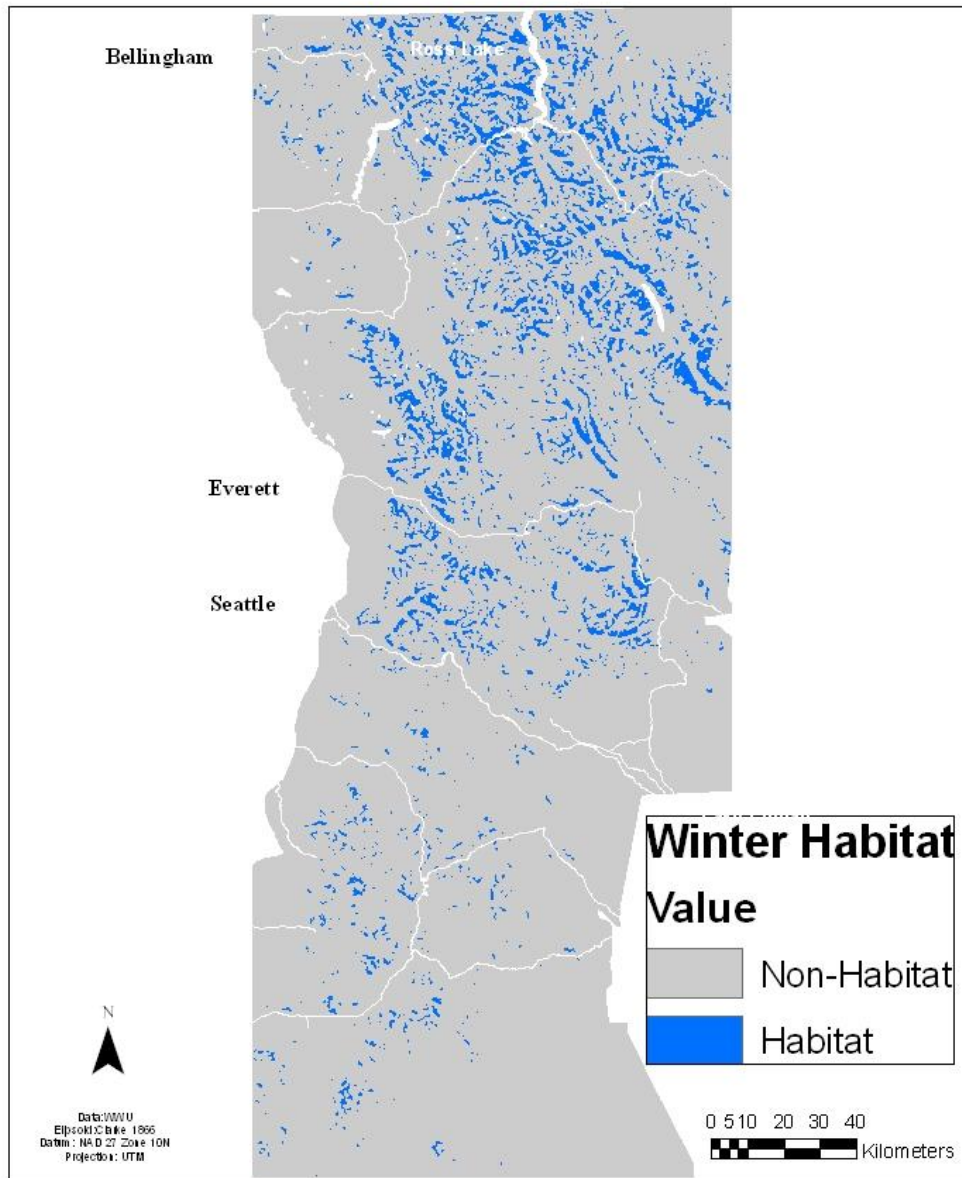 Bellingham
Ross Lake
Everett
Seattle
Winter Habitat
Value
Non-Habitat
Habitat
N
Data:WWU
Elipsoid:Clarke 1866
Datum : NAD 27 Zone 10N
Projection: UTM
0 5 10 20 30 40
Kilometers